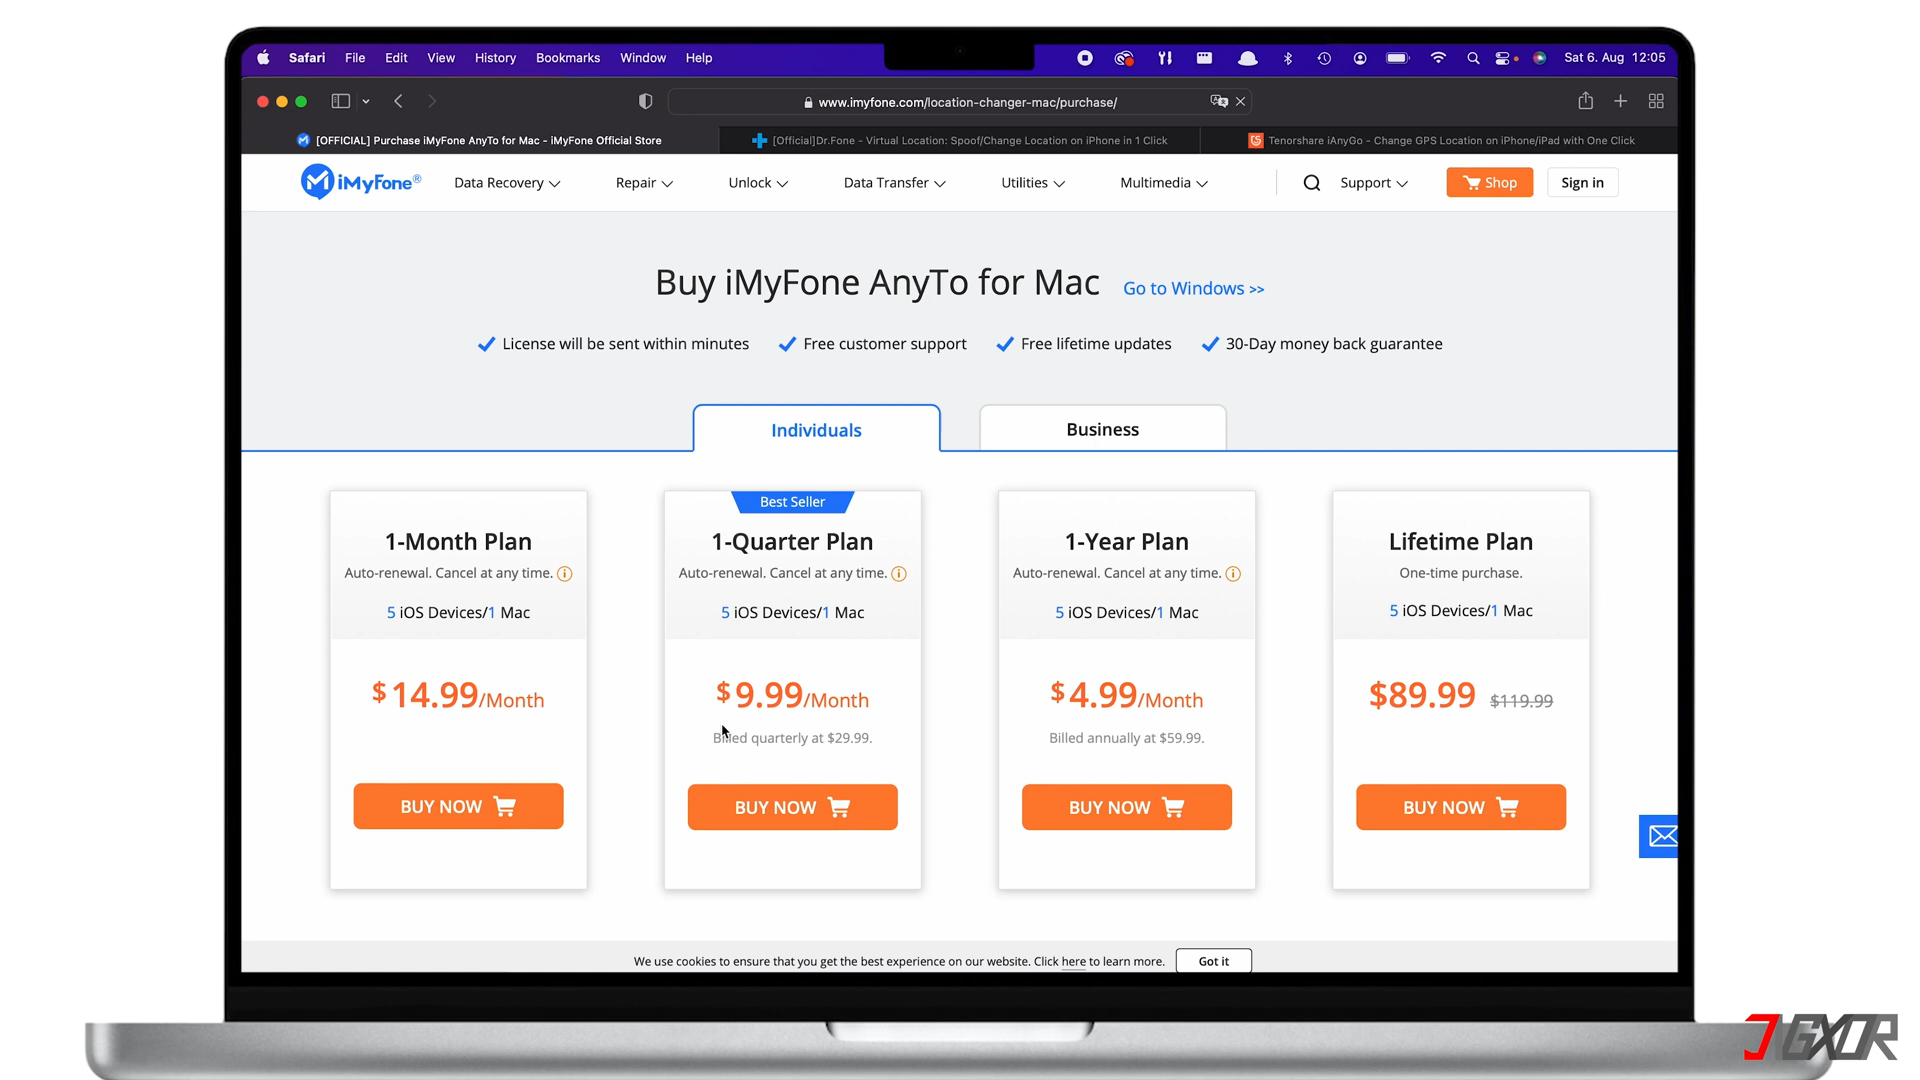 Safari File Edit View History Bookmarks Window Help Sat 6. Aug 12:05
www.imyfone.com/location-changer-mac/purchase/
[OFFICIAL] Purchase iMyFone AnyTo for Mac - iMyFone Official Store
[Official]Dr.Fone - Virtual Location: Spoof/Change Location on iPhone in 1 Click
Tenorshare iAnyGo - Change GPS Location on iPhone/iPad with One Click
iMyFone® Data Recovery Repair Unlock Data Transfer Utilities Multimedia Support Shop Sign in
Buy iMyFone AnyTo for Mac Go to Windows >>
License will be sent within minutes Free customer support Free lifetime updates 30-Day money back guarantee
Individuals Business
Best Seller
1-Month Plan 1-Quarter Plan 1-Year Plan Lifetime Plan
Auto-renewal. Cancel at any time. Auto-renewal. Cancel at any time. Auto-renewal. Cancel at any time. One-time purchase.
5 iOS Devices/1 Mac 5 iOS Devices/1 Mac 5 iOS Devices/1 Mac 5 iOS Devices/1 Mac
$14.99/Month $9.99/Month $4.99/Month $89.99 $119.99
Billed quarterly at $29.99. Billed annually at $59.99.
BUY NOW BUY NOW BUY NOW BUY NOW
We use cookies to ensure that you get the best experience on our website. Click here to learn more. Got it
JGXOR